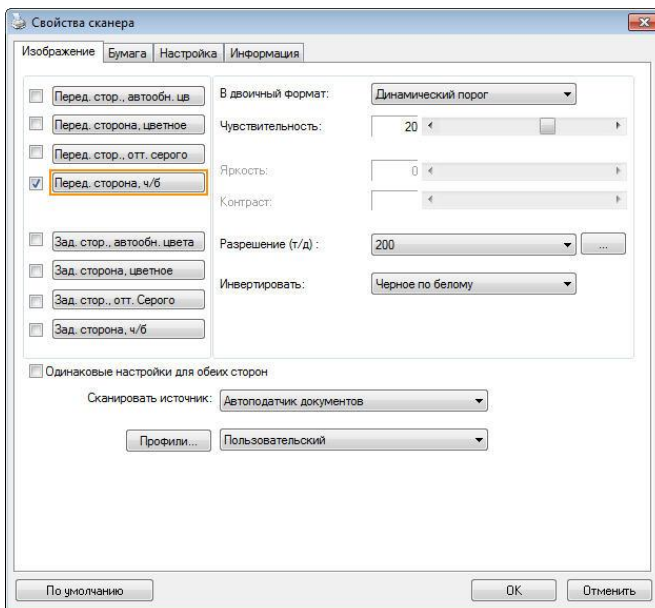 Свойства сканера
Изображение Бумага Настройка Информация
Перед. стор., автообн. цв
Перед. сторона, цветное
Перед. стор., отт. серого
Перед. сторона, ч/б
Зад. стор., автообн. цвета
Зад. сторона, цветное
Зад. стор., отт. Серого
Зад. сторона, ч/б
В двоичный формат: Динамический порог
Чувствительность: 20
Яркость: 0
Контраст:
Разрешение (т/д) : 200 ...
Инвертировать: Черное по белому
Одинаковые настройки для обеих сторон
Сканировать источник: Автоподатчик документов
Профили... Пользовательский
По умолчанию OK Отменить